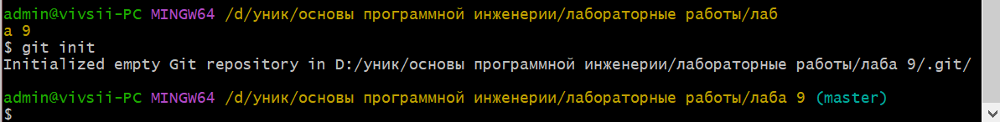 admin@vivsii-PC MINGW64 /d/уник/основы программной инженерии/лабораторные работы/лаб
а 9
$ git init
Initialized empty Git repository in D:/уник/основы программной инженерии/лабораторные работы/лаба 9/.git/
admin@vivsii-PC MINGW64 /d/уник/основы программной инженерии/лабораторные работы/лаба 9 (master)
$